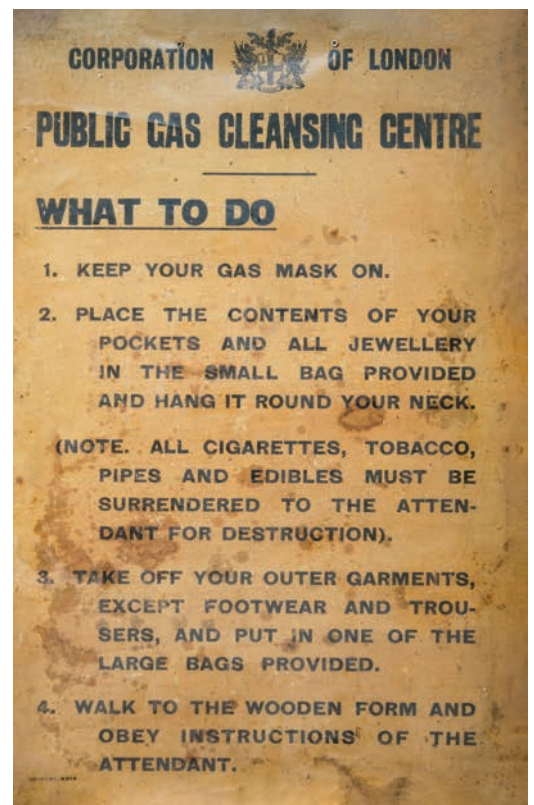 CORPORATION OF LONDON
PUBLIC GAS CLEANSING CENTRE
WHAT TO DO
1. KEEP YOUR GAS MASK ON.
2. PLACE THE CONTENTS OF YOUR
POCKETS AND ALL JEWELLERY
IN THE SMALL BAG PROVIDED
AND HANG IT ROUND YOUR NECK.
(NOTE. ALL CIGARETTES, TOBACCO,
PIPES AND EDIBLES MUST BE
SURRENDERED TO THE ATTEN-
DANT FOR DESTRUCTION).
3. TAKE OFF YOUR OUTER GARMENTS,
EXCEPT FOOTWEAR AND TROU-
SERS, AND PUT IN ONE OF THE
LARGE BAGS PROVIDED.
4. WALK TO THE WOODEN FORM AND
OBEY INSTRUCTIONS OF THE
ATTENDANT.